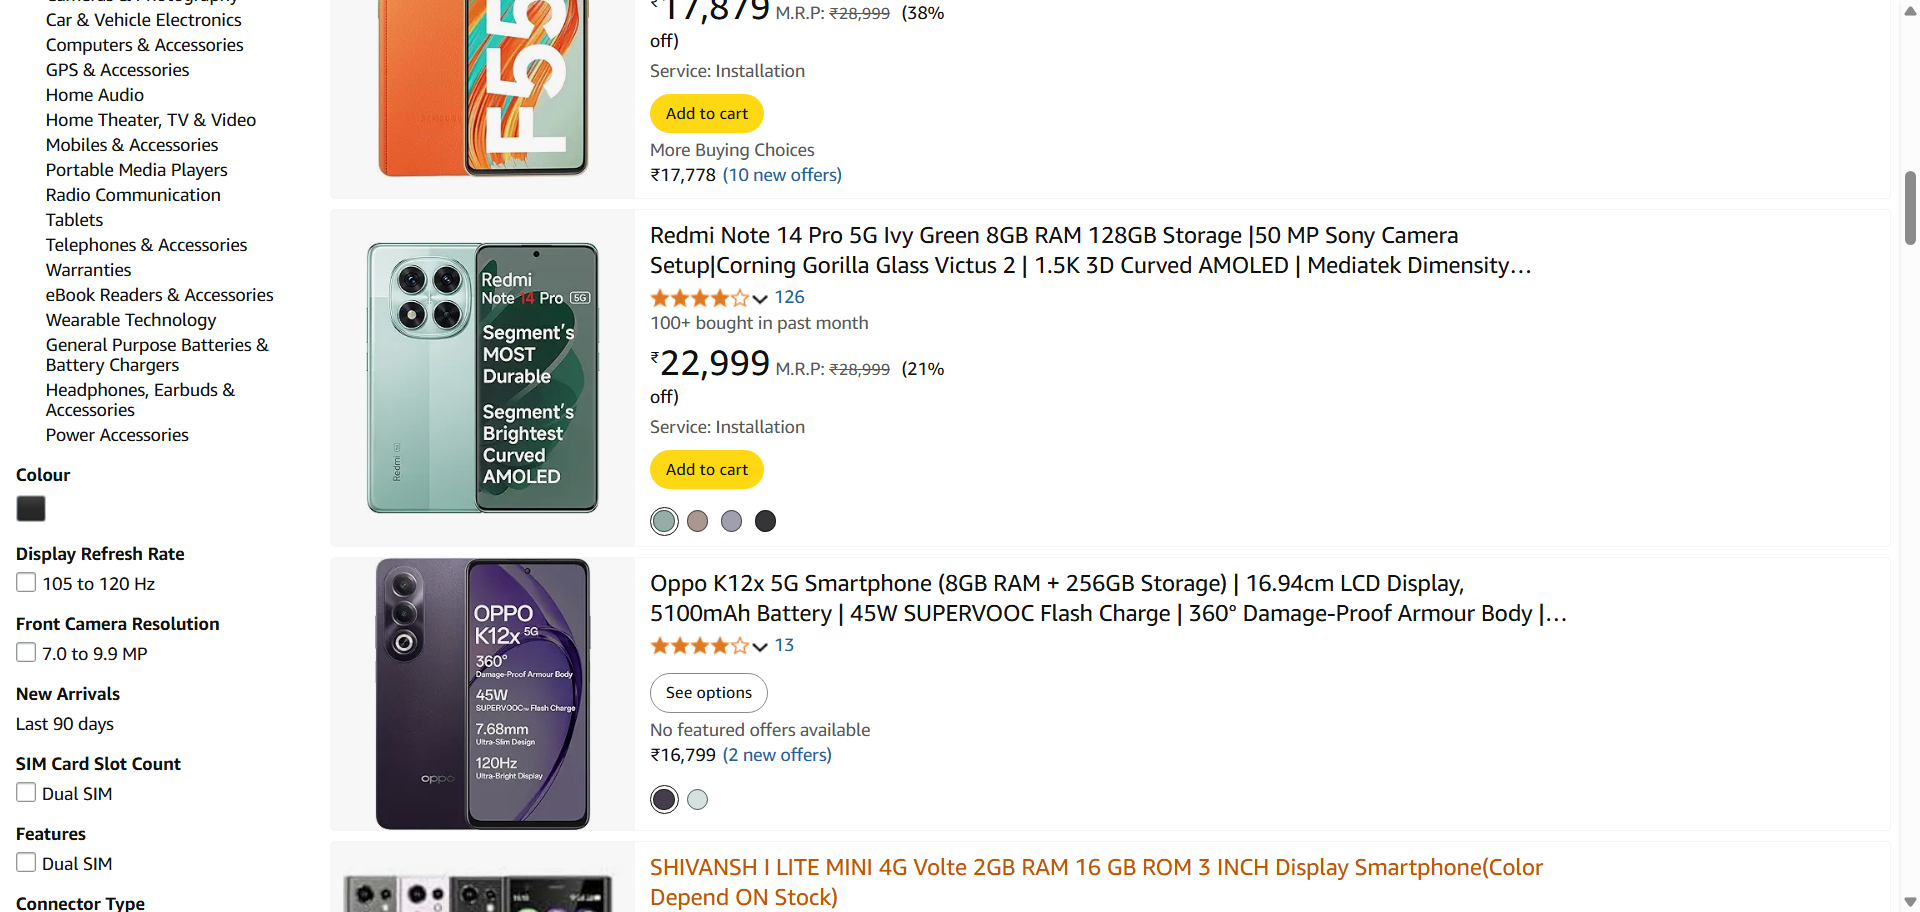 Cameras & Photography
Car & Vehicle Electronics
Computers & Accessories
GPS & Accessories
Home Audio
Home Theater, TV & Video
Mobiles & Accessories
Portable Media Players
Radio Communication
Tablets
Telephones & Accessories
Warranties
eBook Readers & Accessories
Wearable Technology
General Purpose Batteries &
Battery Chargers
Headphones, Earbuds &
Accessories
Power Accessories
Colour
Display Refresh Rate
105 to 120 Hz
Front Camera Resolution
7.0 to 9.9 MP
New Arrivals
Last 90 days
SIM Card Slot Count
Dual SIM
Features
Dual SIM
Connector Type
F55
₹17,879 M.R.P: ₹28,999 (38%
off)
Service: Installation
Add to cart
More Buying Choices
₹17,778 (10 new offers)
Redmi
Note 14 Pro 5G
Segment's
MOST
Durable
Segment's
Brightest
Curved
AMOLED
Redmi
Redmi Note 14 Pro 5G Ivy Green 8GB RAM 128GB Storage |50 MP Sony Camera
Setup|Corning Gorilla Glass Victus 2 | 1.5K 3D Curved AMOLED | Mediatek Dimensity…
126
100+ bought in past month
₹22,999 M.R.P: ₹28,999 (21%
off)
Service: Installation
Add to cart
OPPO
K12x 5G
360°
Damage-Proof Armour Body
45W
SUPERVOOC™ Flash Charge
7.68mm
Ultra-Slim Design
120Hz
Ultra-Bright Display
oppo
Oppo K12x 5G Smartphone (8GB RAM + 256GB Storage) | 16.94cm LCD Display,
5100mAh Battery | 45W SUPERVOOC Flash Charge | 360° Damage-Proof Armour Body |…
13
See options
No featured offers available
₹16,799 (2 new offers)
SHIVANSH I LITE MINI 4G Volte 2GB RAM 16 GB ROM 3 INCH Display Smartphone(Color
Depend ON Stock)